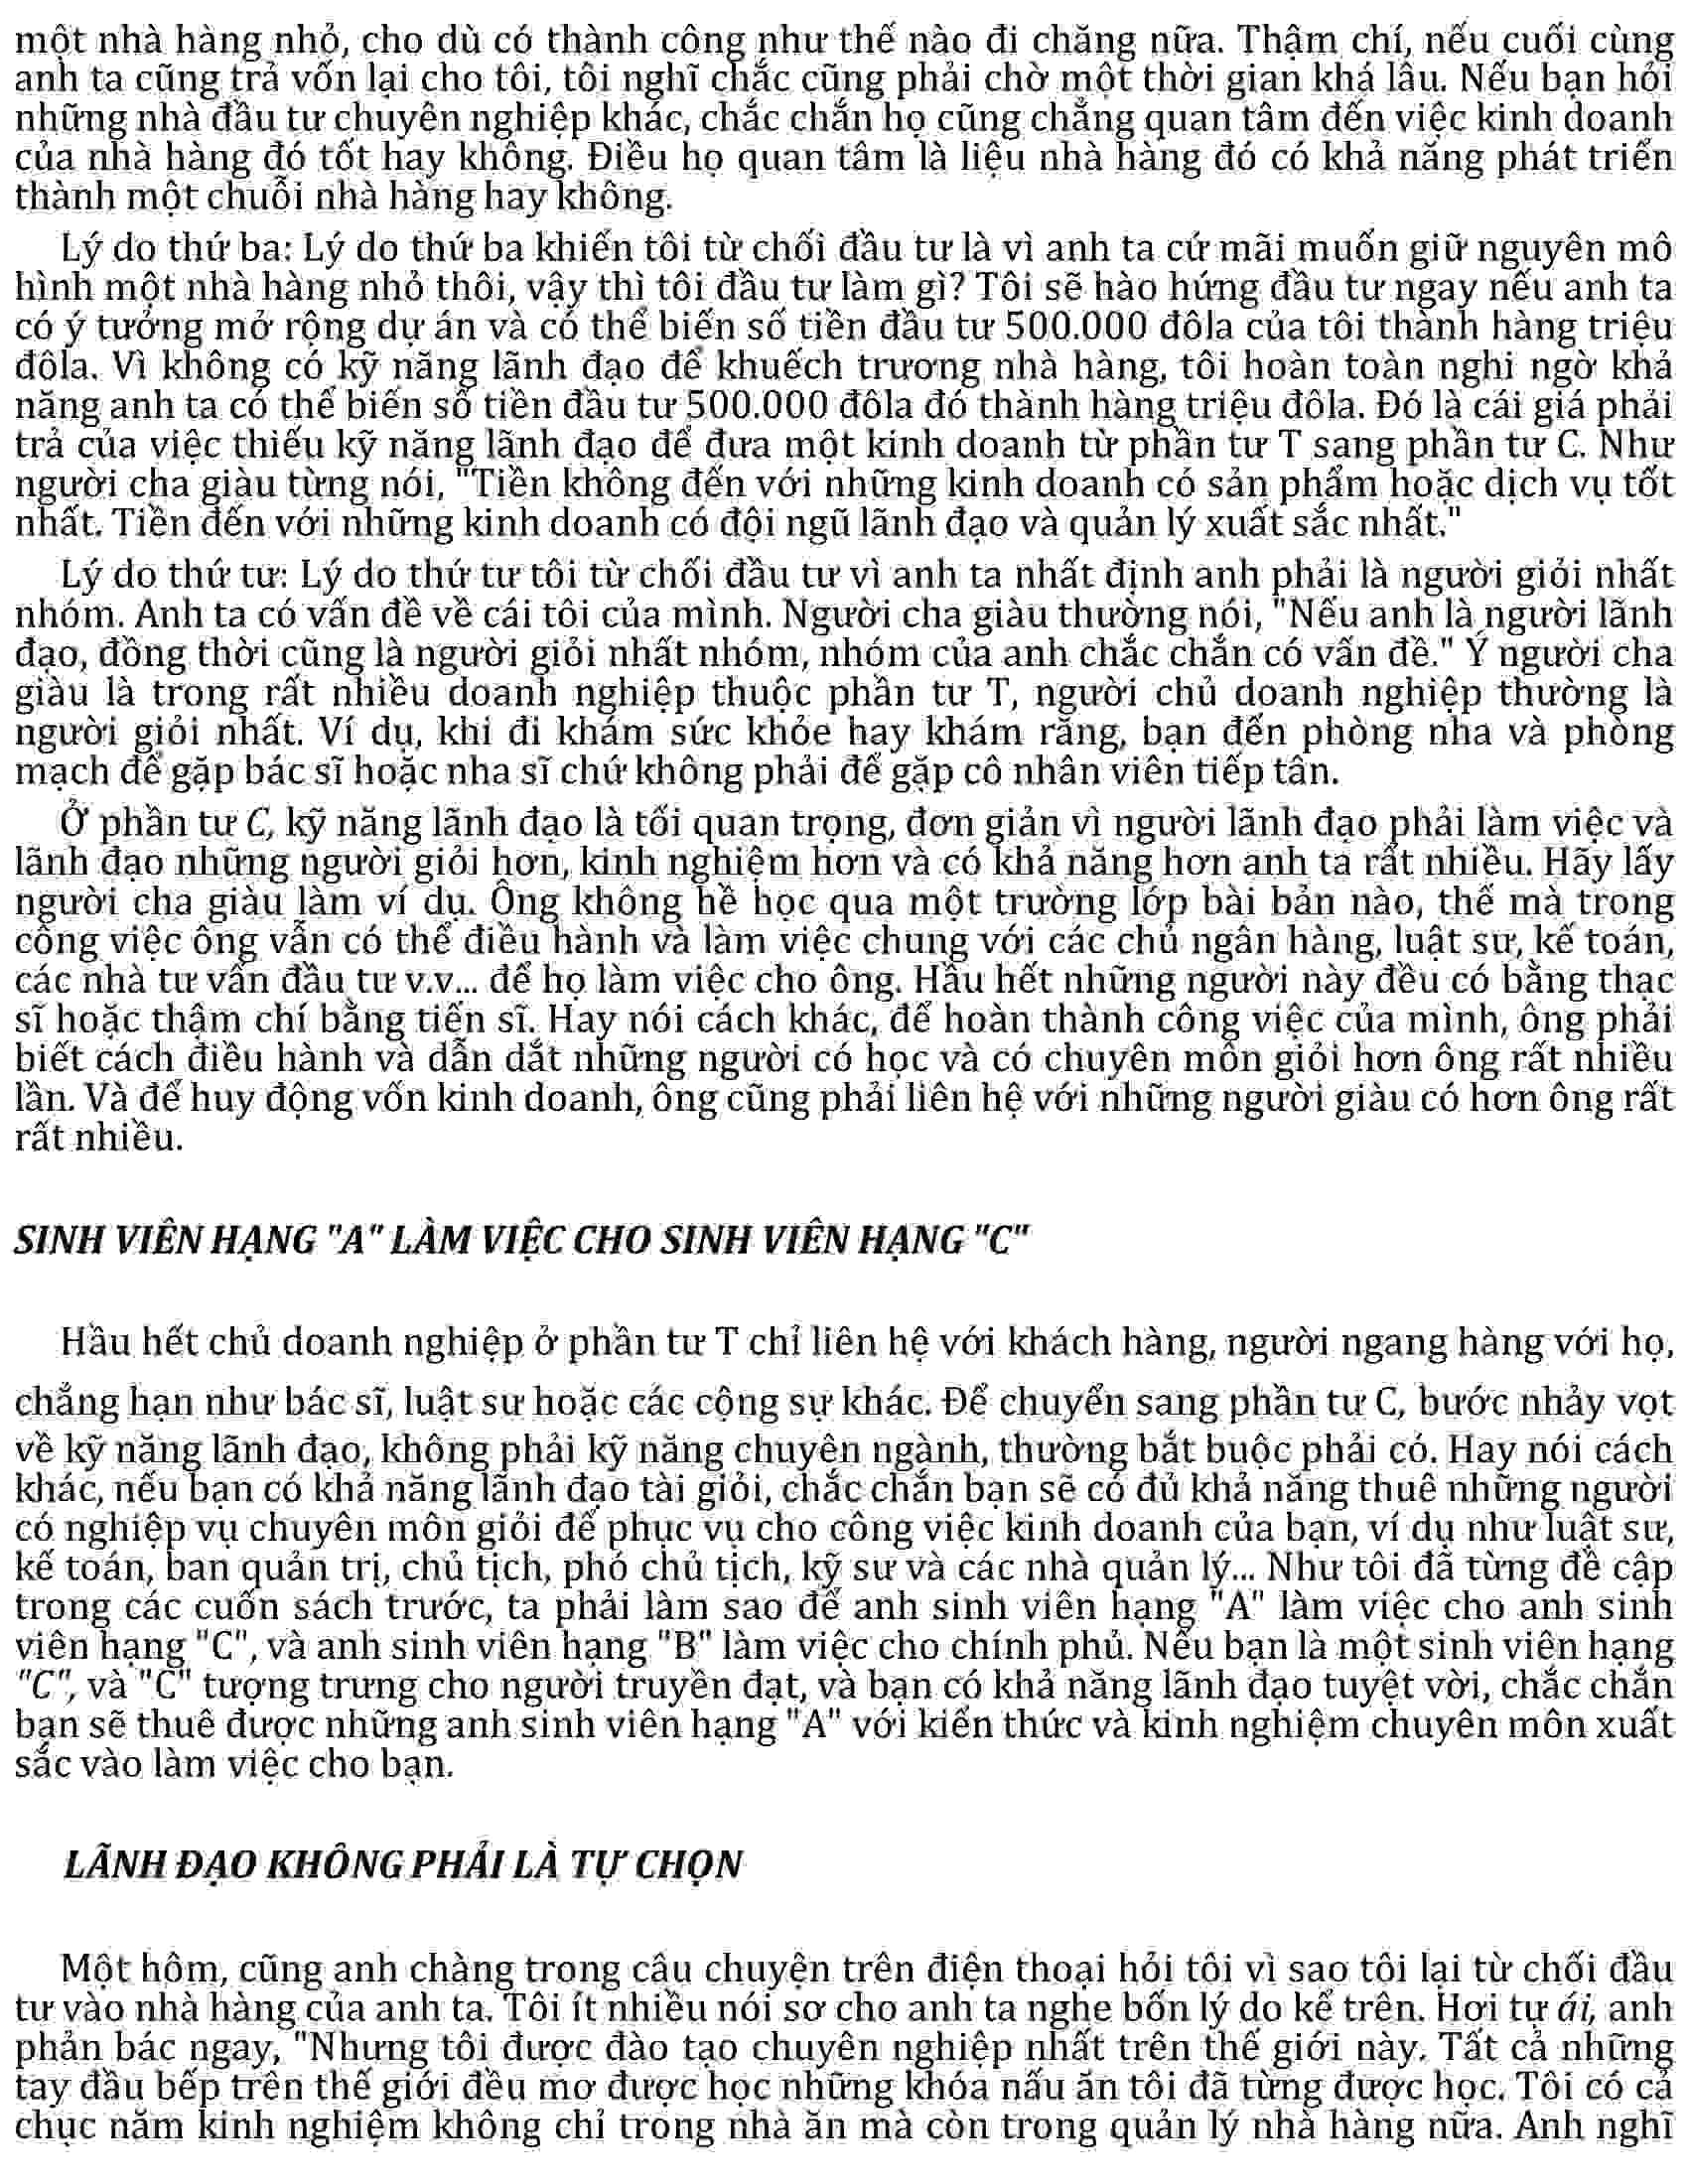 một nhà hàng nhỏ, cho dù có thành công như thế nào đi chăng nữa. Thậm chí, nếu cuối cùng
anh ta cũng trả vốn lại cho tôi, tôi nghĩ chắc cũng phải chờ một thời gian khá lâu. Nếu bạn hỏi
những nhà đầu tư chuyên nghiệp khác, chắc chắn họ cũng chẳng quan tâm đến việc kinh doanh
của nhà hàng đó tốt hay không. Điều họ quan tâm là liệu nhà hàng đó có khả năng phát triển
thành một chuỗi nhà hàng hay không.
Lý do thứ ba: Lý do thứ ba khiến tôi từ chối đầu tư là vì anh ta cứ mãi muốn giữ nguyên mô
hình một nhà hàng nhỏ thôi, vậy thì tôi đầu tư làm gì? Tôi sẽ hào hứng đầu tư ngay nếu anh ta
có ý tưởng mở rộng dự án và có thể biến số tiền đầu tư 500.000 đôla của tôi thành hàng triệu
đôla. Vì không có kỹ năng lãnh đạo để khuếch trương nhà hàng, tôi hoàn toàn nghi ngờ khả
năng anh ta có thể biến số tiền đầu tư 500.000 đôla đó thành hàng triệu đôla. Đó là cái giá phải
trả của việc thiếu kỹ năng lãnh đạo để đưa một kinh doanh từ phần tư T sang phần tư C. Như
người cha giàu từng nói, "Tiền không đến với những kinh doanh có sản phẩm hoặc dịch vụ tốt
nhất. Tiền đến với những kinh doanh có đội ngũ lãnh đạo và quản lý xuất sắc nhất."
Lý do thứ tư: Lý do thứ tư tôi từ chối đầu tư vì anh ta nhất định anh phải là người giỏi nhất
nhóm. Anh ta có vấn đề về cái tôi của mình. Người cha giàu thường nói, "Nếu anh là người lãnh
đạo, đồng thời cũng là người giỏi nhất nhóm, nhóm của anh chắc chắn có vấn đề." Ý người cha
giàu là trong rất nhiều doanh nghiệp thuộc phần tư T, người chủ doanh nghiệp thường là
người giỏi nhất. Ví dụ, khi đi khám sức khỏe hay khám răng, bạn đến phòng nha và phòng
mạch để gặp bác sĩ hoặc nha sĩ chứ không phải để gặp cô nhân viên tiếp tân.
Ở phần tư C, kỹ năng lãnh đạo là tối quan trọng, đơn giản vì người lãnh đạo phải làm việc và
lãnh đạo những người giỏi hơn, kinh nghiệm hơn và có khả năng hơn anh ta rất nhiều. Hãy lấy
người cha giàu làm ví dụ. Ông không hề học qua một trường lớp bài bản nào, thế mà trong
công việc ông vẫn có thể điều hành và làm việc chung với các chủ ngân hàng, luật sư, kế toán,
các nhà tư vấn đầu tư v.v... để họ làm việc cho ông. Hầu hết những người này đều có bằng thạc
sĩ hoặc thậm chí bằng tiến sĩ. Hay nói cách khác, để hoàn thành công việc của mình, ông phải
biết cách điều hành và dẫn dắt những người có học và có chuyên môn giỏi hơn ông rất nhiều
lần. Và để huy động vốn kinh doanh, ông cũng phải liên hệ với những người giàu có hơn ông rất
rất nhiều.
SINH VIÊN HẠNG "A" LÀM VIỆC CHO SINH VIÊN HẠNG "C"
Hầu hết chủ doanh nghiệp ở phần tư T chỉ liên hệ với khách hàng, người ngang hàng với họ,
chẳng hạn như bác sĩ, luật sư hoặc các cộng sự khác. Để chuyển sang phần tư C, bước nhảy vọt
về kỹ năng lãnh đạo, không phải kỹ năng chuyên ngành, thường bắt buộc phải có. Hay nói cách
khác, nếu bạn có khả năng lãnh đạo tài giỏi, chắc chắn bạn sẽ có đủ khả năng thuê những người
có nghiệp vụ chuyên môn giỏi để phục vụ cho công việc kinh doanh của bạn, ví dụ như luật sư,
kế toán, ban quản trị, chủ tịch, phó chủ tịch, kỹ sư và các nhà quản lý... Như tôi đã từng đề cập
trong các cuốn sách trước, ta phải làm sao để anh sinh viên hạng "A" làm việc cho anh sinh
viên hạng "C", và anh sinh viên hạng "B" làm việc cho chính phủ. Nếu bạn là một sinh viên hạng
"C", và "C" tượng trưng cho người truyền đạt, và bạn có khả năng lãnh đạo tuyệt vời, chắc chắn
bạn sẽ thuê được những anh sinh viên hạng "A" với kiến thức và kinh nghiệm chuyên môn xuất
sắc vào làm việc cho bạn.
LÃNH ĐẠO KHÔNG PHẢI LÀ TỰ CHỌN
Một hôm, cũng anh chàng trong câu chuyện trên điện thoại hỏi tôi vì sao tôi lại từ chối đầu
tư vào nhà hàng của anh ta. Tôi ít nhiều nói sơ cho anh ta nghe bốn lý do kể trên. Hơi tự ái, anh
phản bác ngay, "Nhưng tôi được đào tạo chuyên nghiệp nhất trên thế giới này. Tất cả những
tay đầu bếp trên thế giới đều mơ được học những khóa nấu ăn tôi đã từng được học. Tôi có cả
chục năm kinh nghiệm không chỉ trong nhà ăn mà còn trong quản lý nhà hàng nữa. Anh nghĩ